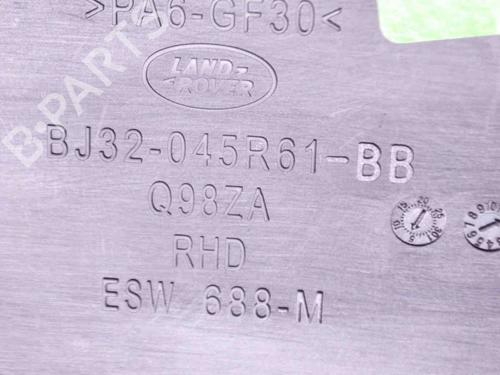 >PA6-GF30<
B-PARTS
LAND-
ROVER
BJ32-045R61-BB
Q98ZA
RHD
ESW 688-M